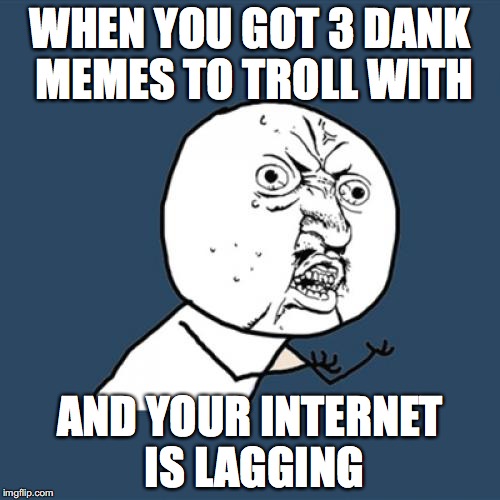 WHEN YOU GOT 3 DANK
MEMES TO TROLL WITH
AND YOUR INTERNET
IS LAGGING
imgflip.com